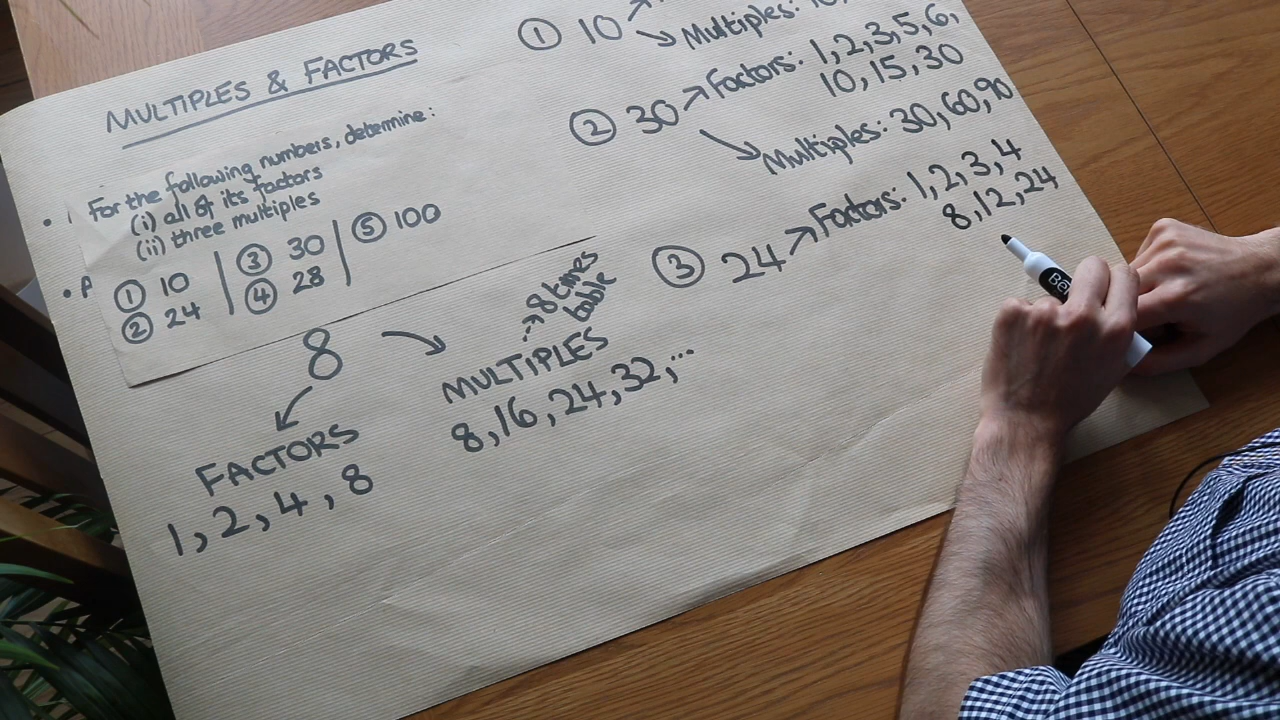 MULTIPLES & FACTORS
For the following numbers, determine:
(i) all of its factors
(ii) three multiples
① 10
② 24
③ 30
④ 28
⑤ 100
8
FACTORS
1, 2, 4, 8
8 times
table
MULTIPLES
8, 16, 24, 32, ...
① 10
Multiples: 10,
② 30 Factors: 1, 2, 3, 5, 6,
10, 15, 30
Multiples: 30, 60, 90
③ 24 Factors: 1, 2, 3, 4
8, 12, 24